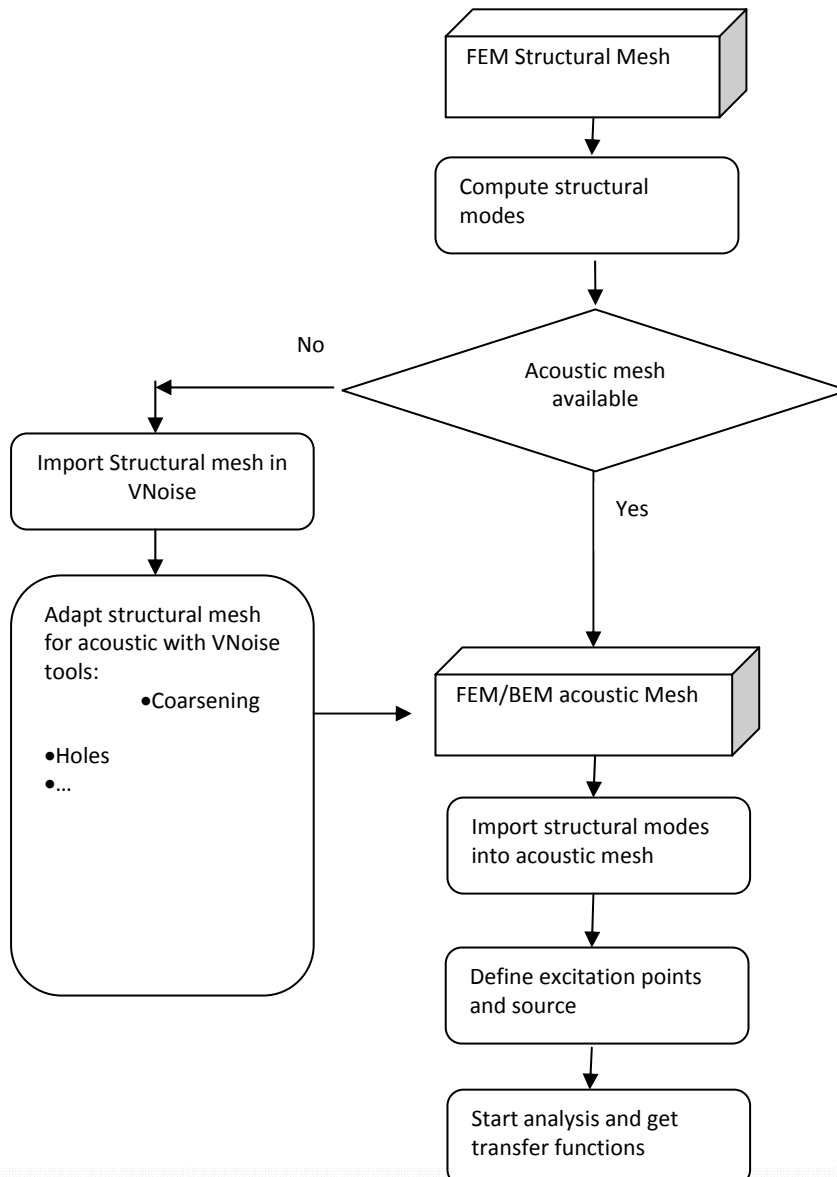 FEM Structural Mesh
Compute structural
modes
Acoustic mesh
available
No
Yes
Import Structural mesh in
VNoise
Adapt structural mesh
for acoustic with VNoise
tools:
•Coarsening
•Holes
•...
FEM/BEM acoustic Mesh
Import structural modes
into acoustic mesh
Define excitation points
and source
Start analysis and get
transfer functions